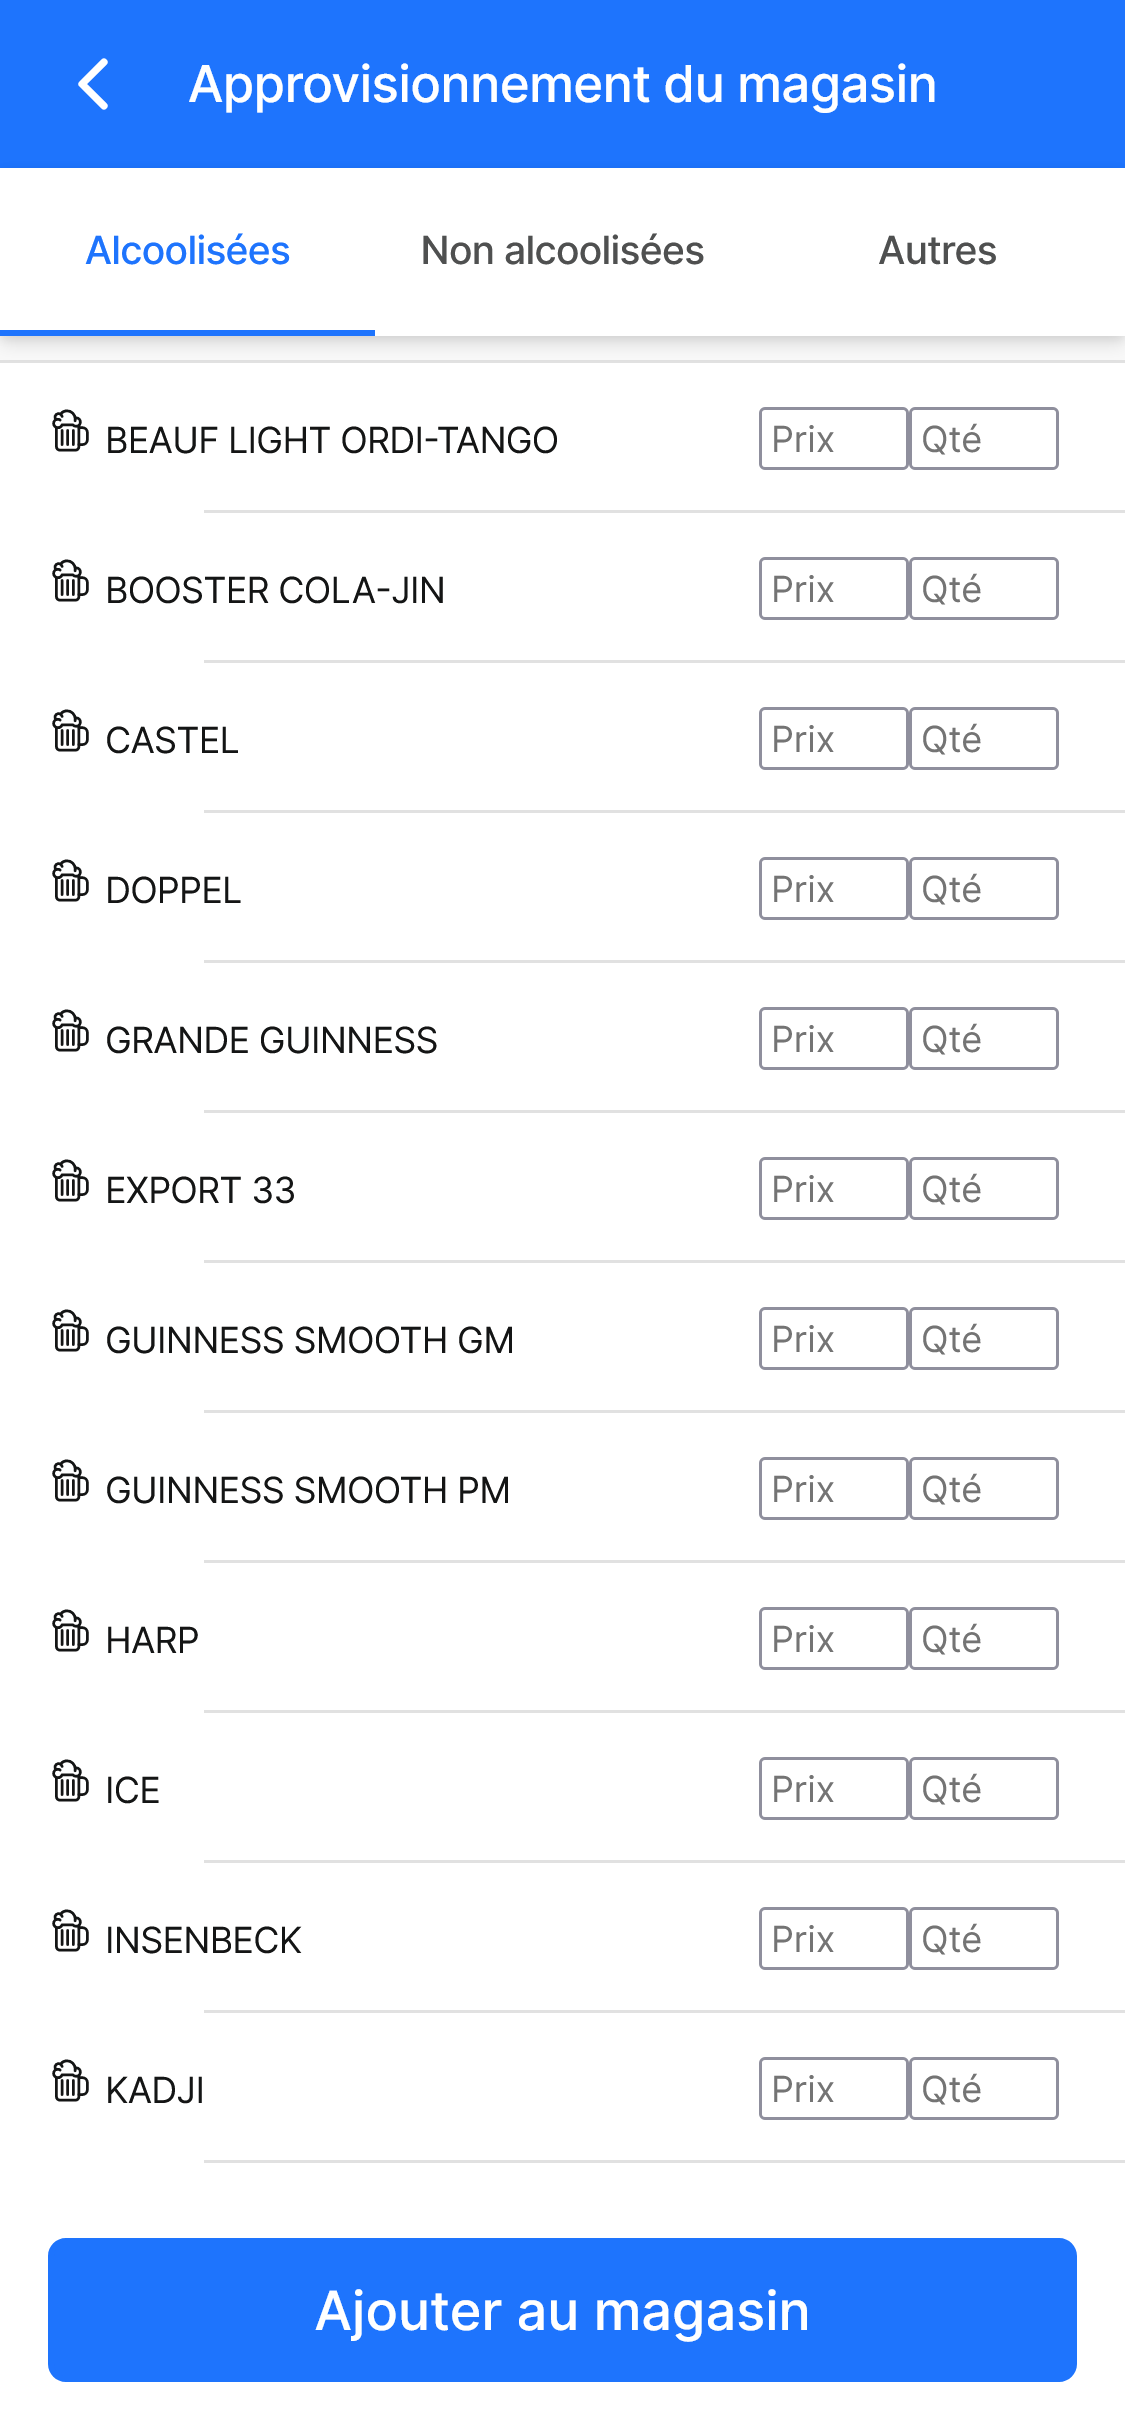 Approvisionnement du magasin
Alcoolisées Non alcoolisées Autres
BEAUF LIGHT ORDI-TANGO Prix Qté
BOOSTER COLA-JIN Prix Qté
CASTEL Prix Qté
DOPPEL Prix Qté
GRANDE GUINNESS Prix Qté
EXPORT 33 Prix Qté
GUINNESS SMOOTH GM Prix Qté
GUINNESS SMOOTH PM Prix Qté
HARP Prix Qté
ICE Prix Qté
INSENBECK Prix Qté
KADJI Prix Qté
Ajouter au magasin